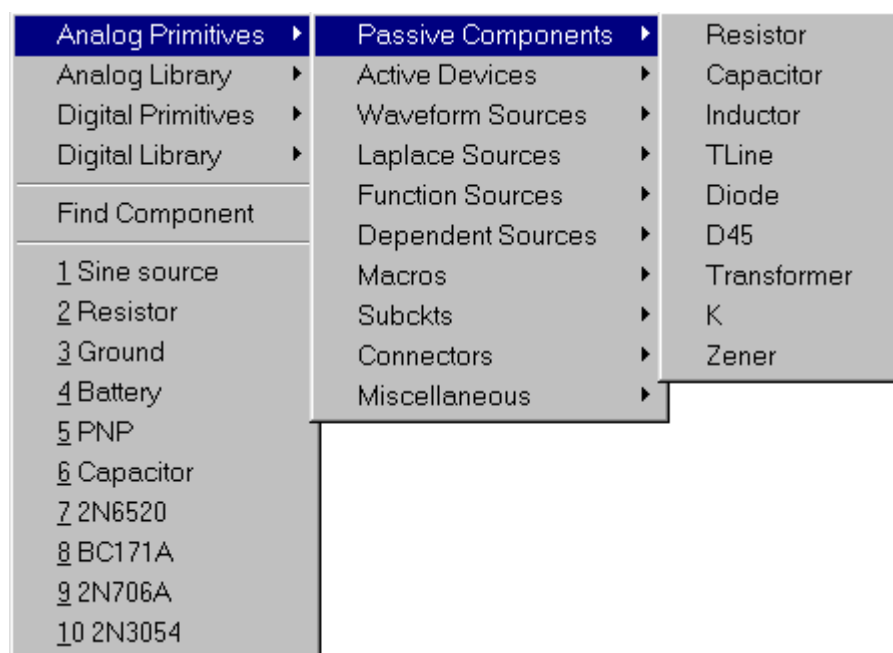 Analog Primitives
Analog Library
Digital Primitives
Digital Library
Find Component
1 Sine source
2 Resistor
3 Ground
4 Battery
5 PNP
6 Capacitor
7 2N6520
8 BC171A
9 2N706A
10 2N3054
Passive Components
Active Devices
Waveform Sources
Laplace Sources
Function Sources
Dependent Sources
Macros
Subckts
Connectors
Miscellaneous
Resistor
Capacitor
Inductor
TLine
Diode
D45
Transformer
K
Zener